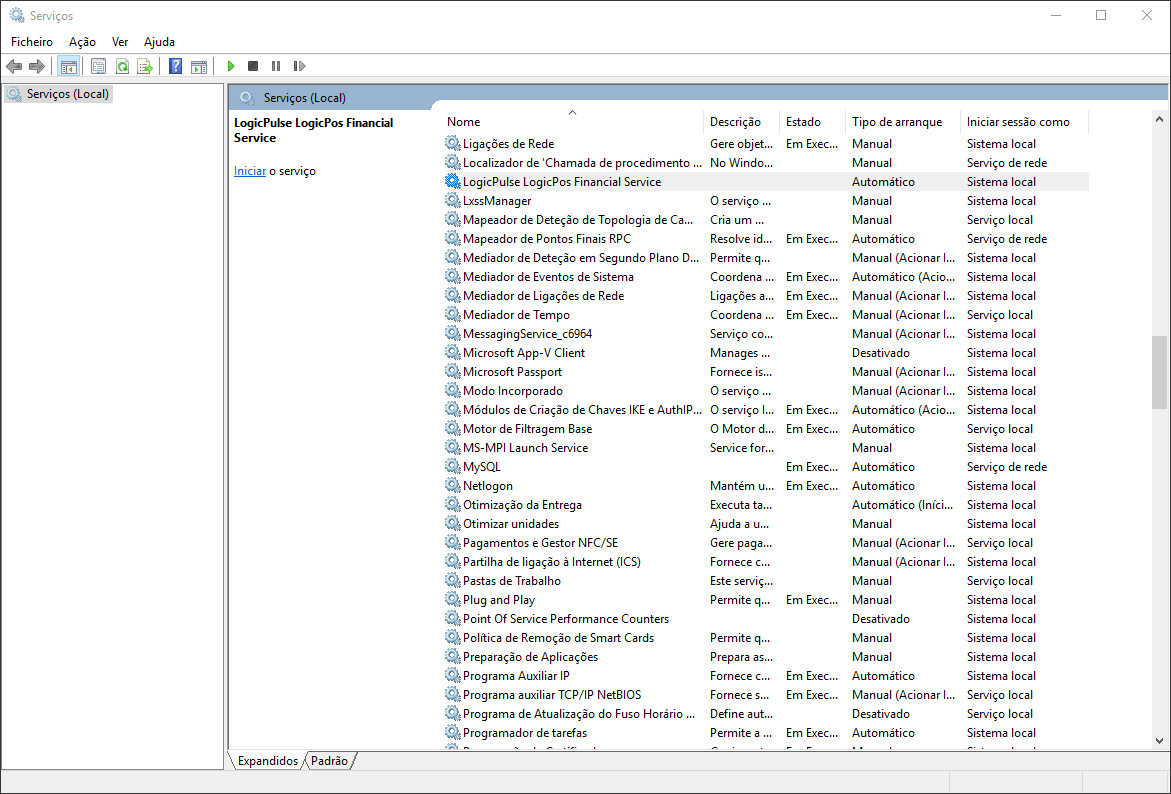 Serviços
Ficheiro Ação Ver Ajuda
Serviços (Local)
Serviços (Local)
LogicPulse LogicPos Financial
Service
Iniciar o serviço
Nome Descrição Estado Tipo de arranque Iniciar sessão como
Ligações de Rede Gere objet... Em Exec... Manual Sistema local
Localizador de 'Chamada de procedimento ... No Windo... Manual Serviço de rede
LogicPulse LogicPos Financial Service Automático Sistema local
LxssManager O serviço ... Manual Sistema local
Mapeador de Deteção de Topologia de Ca... Cria um ... Manual Serviço local
Mapeador de Pontos Finais RPC Resolve id... Em Exec... Automático Serviço de rede
Mediador de Deteção em Segundo Plano D... Permite q... Manual (Acionar I... Sistema local
Mediador de Eventos de Sistema Coordena ... Em Exec... Automático (Acio... Sistema local
Mediador de Ligações de Rede Ligações a... Em Exec... Manual (Acionar I... Sistema local
Mediador de Tempo Coordena ... Em Exec... Manual (Acionar I... Serviço local
MessagingService_c6964 Serviço co... Manual (Acionar I... Sistema local
Microsoft App-V Client Manages ... Desativado Sistema local
Microsoft Passport Fornece is... Manual (Acionar I... Sistema local
Modo Incorporado O serviço ... Manual (Acionar I... Sistema local
Módulos de Criação de Chaves IKE e AuthIP... O serviço I... Em Exec... Automático (Acio... Sistema local
Motor de Filtragem Base O Motor d... Em Exec... Automático Serviço local
MS-MPI Launch Service Service for... Manual Sistema local
MySQL Em Exec... Automático Serviço de rede
Netlogon Mantém u... Em Exec... Automático Sistema local
Otimização da Entrega Executa ta... Automático (Iníci... Sistema local
Otimizar unidades Ajuda a u... Manual Sistema local
Pagamentos e Gestor NFC/SE Gere paga... Manual (Acionar I... Serviço local
Partilha de ligação à Internet (ICS) Fornece c... Manual (Acionar I... Sistema local
Pastas de Trabalho Este serviç... Manual Serviço local
Plug and Play Permite q... Em Exec... Manual Sistema local
Point Of Service Performance Counters Desativado Sistema local
Política de Remoção de Smart Cards Permite q... Manual Sistema local
Preparação de Aplicações Prepara as... Manual Sistema local
Programa Auxiliar IP Fornece c... Em Exec... Automático Sistema local
Programa auxiliar TCP/IP NetBIOS Fornece s... Em Exec... Manual (Acionar I... Serviço local
Programa de Atualização do Fuso Horário ... Define aut... Desativado Serviço local
Programador de tarefas Permite a ... Em Exec... Automático Sistema local
Expandidos Padrão